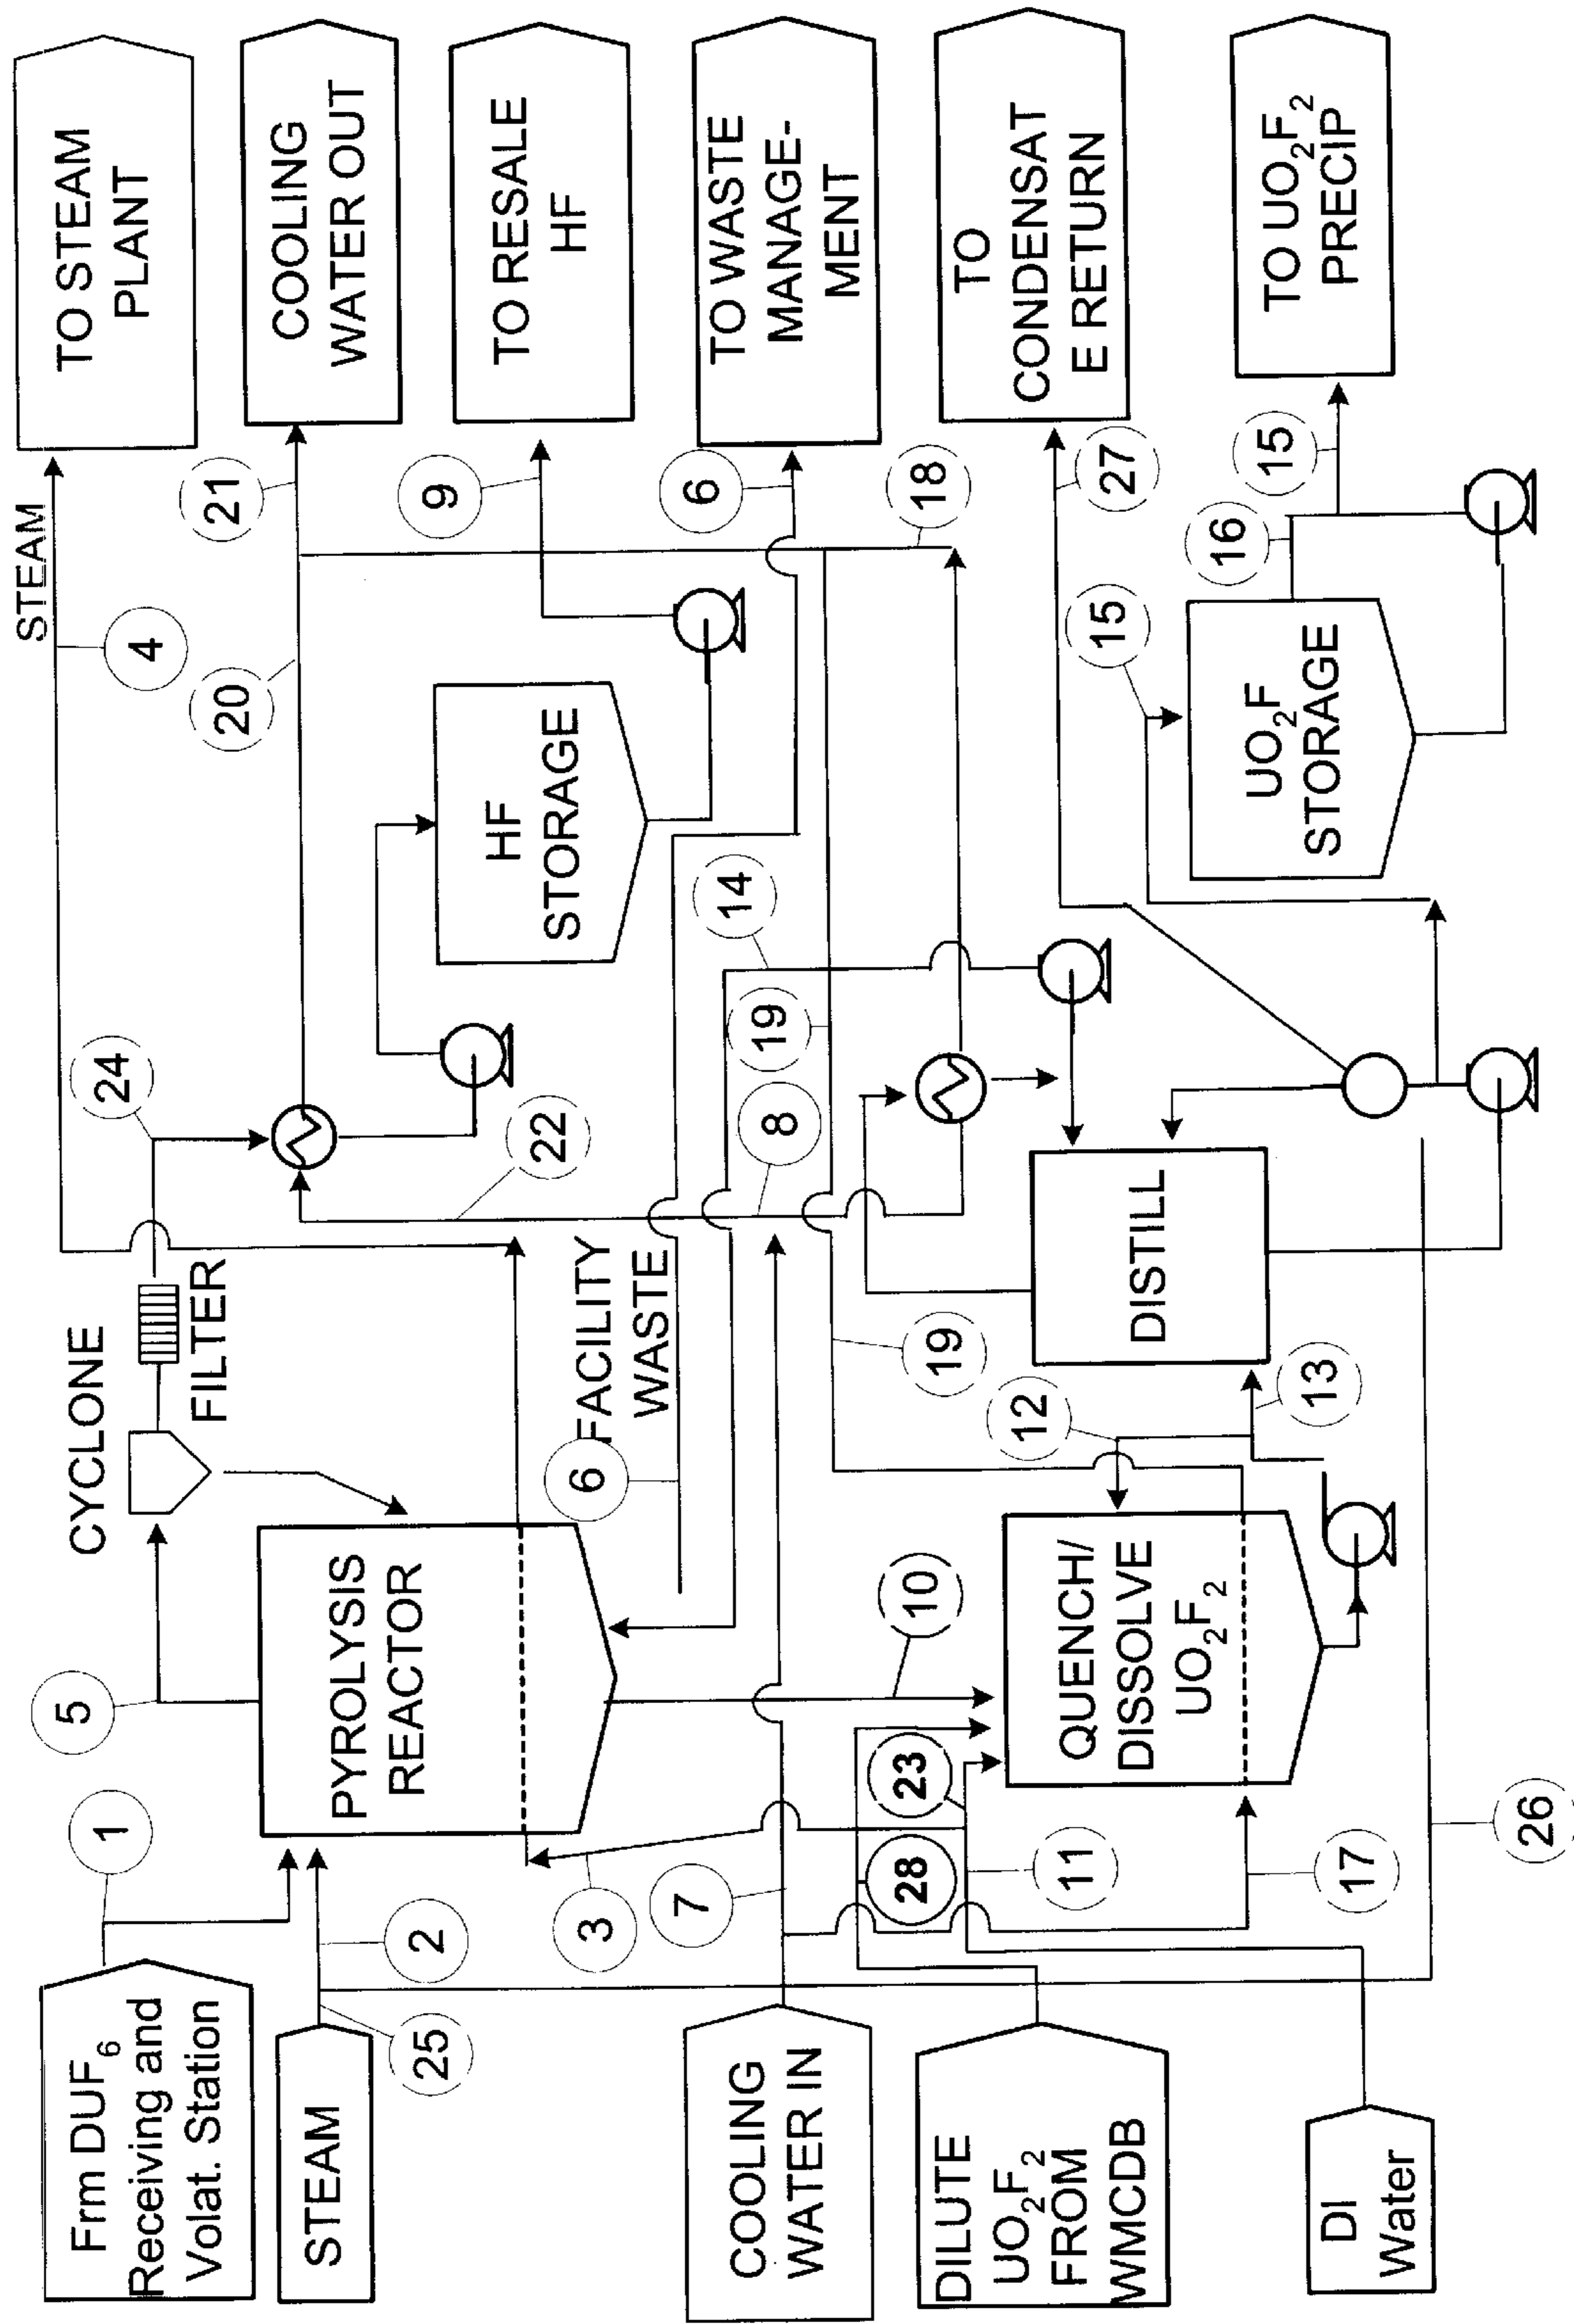 Frm DUF₆
Receiving and
Volat. Station
STEAM
COOLING
WATER IN
DILUTE
UO₂F₂
FROM
WMCDB
DI
Water
1
2
25
3
7
28
23
11
17
26
5
PYROLYSIS
REACTOR
CYCLONE
FILTER
6
FACILITY
WASTE
10
QUENCH/
DISSOLVE
UO₂F₂
12
13
19
DISTILL
24
22
8
19
14
HF
STORAGE
4
STEAM
20
21
9
6
18
27
15
UO₂F
STORAGE
16
15
TO STEAM
PLANT
COOLING
WATER OUT
TO RESALE
HF
TO WASTE
MANAGE-
MENT
TO
CONDENSAT
E RETURN
TO UO₂F₂
PRECIP